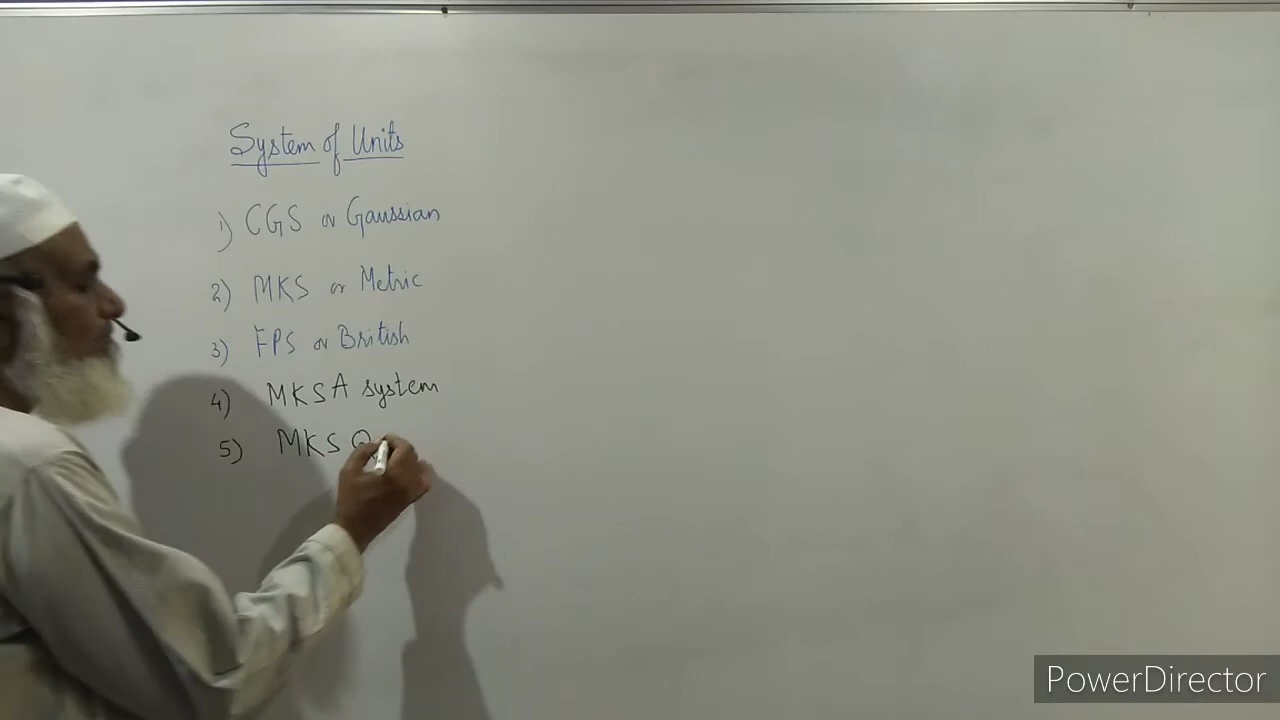 System of Units
1) CGS or Gaussian
2) MKS or Metric
3) FPS or British
4) MKSA system
5) MKSQ
PowerDirector